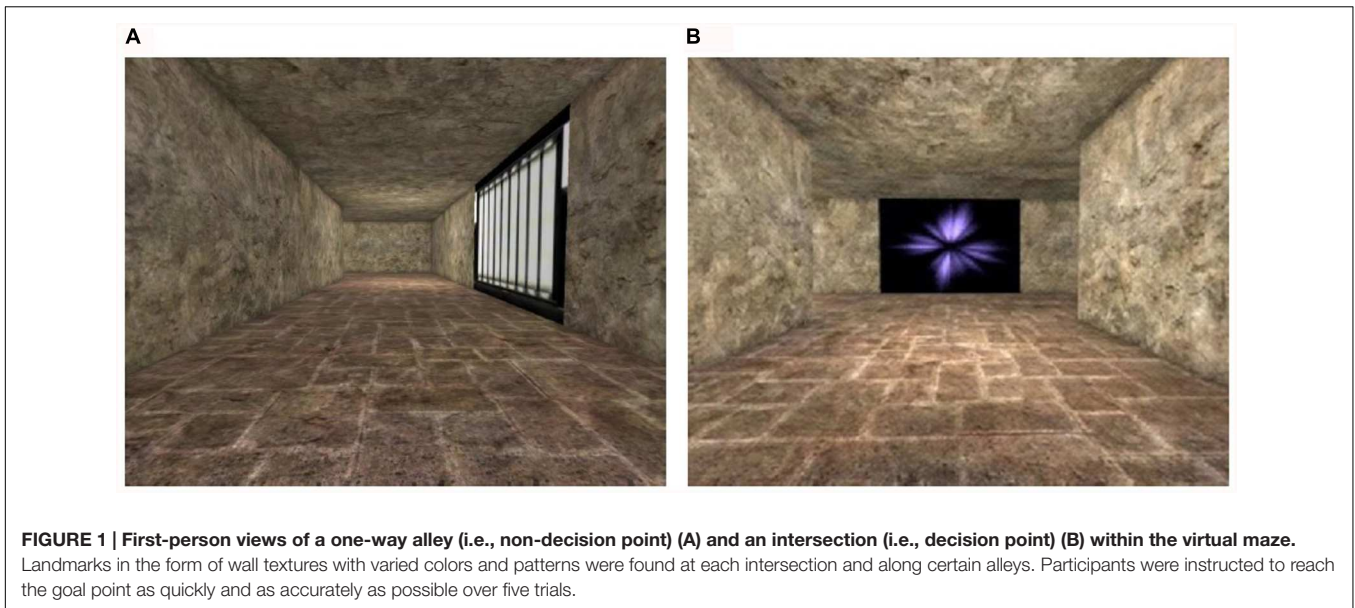 A
B
FIGURE 1 | First-person views of a one-way alley (i.e., non-decision point) (A) and an intersection (i.e., decision point) (B) within the virtual maze.
Landmarks in the form of wall textures with varied colors and patterns were found at each intersection and along certain alleys. Participants were instructed to reach
the goal point as quickly and as accurately as possible over five trials.